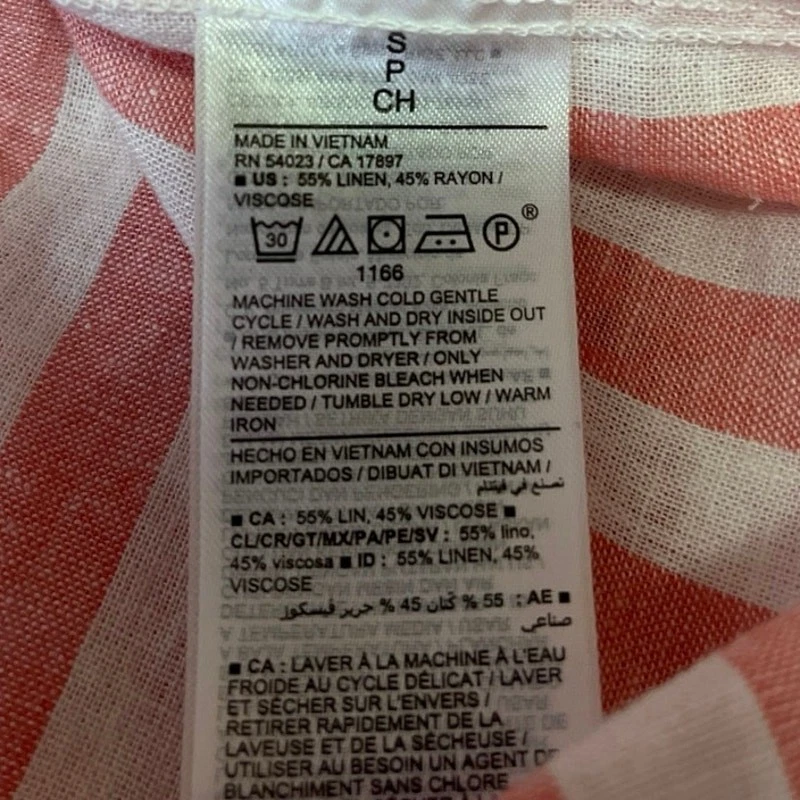 S
P
CH
MADE IN VIETNAM
RN 54023 / CA 17897
■ US : 55% LINEN, 45% RAYON /
VISCOSE
30 P ®
1166
MACHINE WASH COLD GENTLE
CYCLE / WASH AND DRY INSIDE OUT
/ REMOVE PROMPTLY FROM
WASHER AND DRYER / ONLY
NON-CHLORINE BLEACH WHEN
NEEDED / TUMBLE DRY LOW / WARM
IRON
HECHO EN VIETNAM CON INSUMOS
IMPORTADOS / DIBUAT DI VIETNAM /
تصنع في فيتنام
■ CA : 55% LIN, 45% VISCOSE ■
CL/CR/GT/MX/PA/PE/SV : 55% lino,
45% viscosa ■ ID : 55% LINEN, 45%
VISCOSE
■ AE : 55 % كتّان 45 % حرير فيسكوز
صناعي
■ CA : LAVER À LA MACHINE À L'EAU
FROIDE AU CYCLE DÉLICAT / LAVER
ET SÉCHER SUR L'ENVERS /
RETIRER RAPIDEMENT DE LA
LAVEUSE ET DE LA SÉCHEUSE /
UTILISER AU BESOIN UN AGENT DE
BLANCHIMENT SANS CHLORE